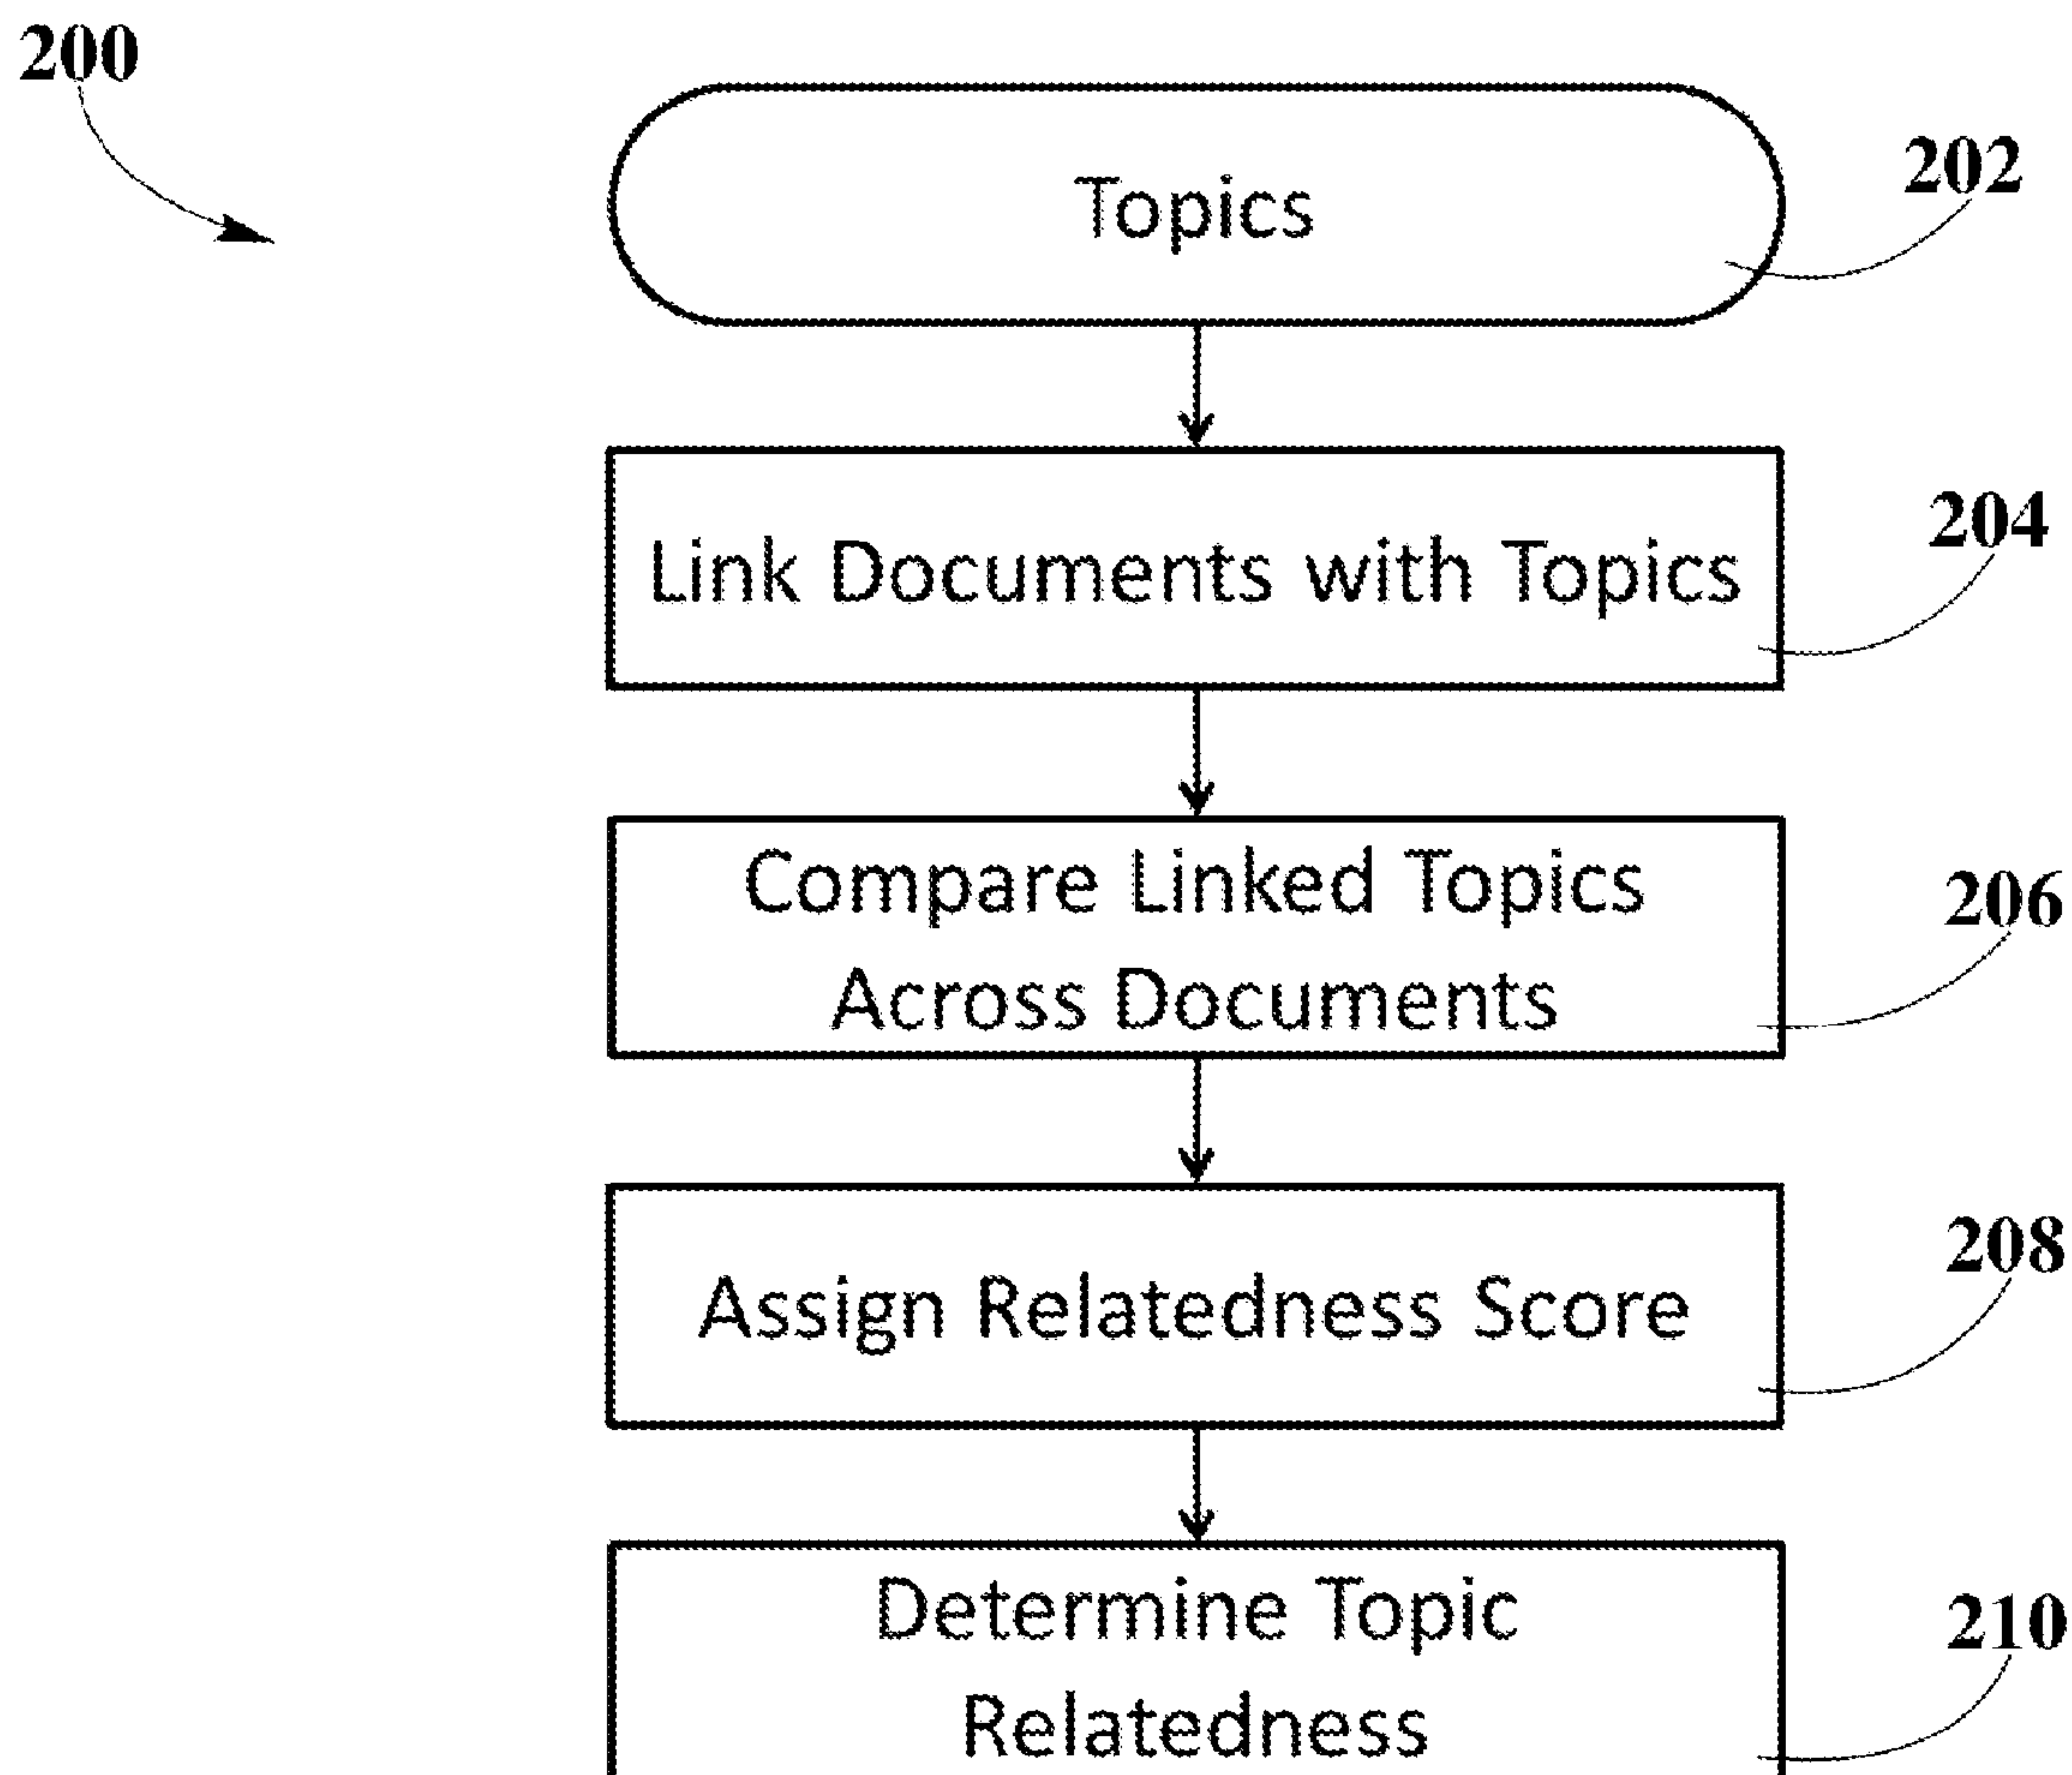 200
Topics
202
Link Documents with Topics
204
Compare Linked Topics
Across Documents
206
Assign Relatedness Score
208
Determine Topic
Relatedness
210